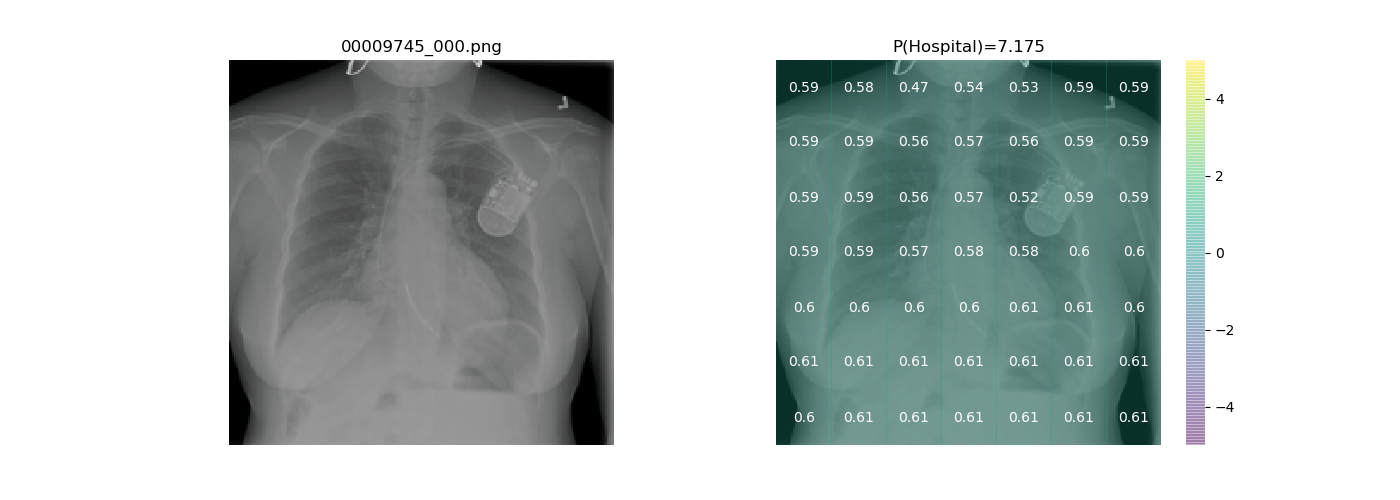 00009745_000.png
P(Hospital)=7.175
0.59 0.58 0.47 0.54 0.53 0.59 0.59
0.59 0.59 0.56 0.57 0.56 0.59 0.59
0.59 0.59 0.56 0.57 0.52 0.59 0.59
0.59 0.59 0.57 0.58 0.58 0.6 0.6
0.6 0.6 0.6 0.6 0.61 0.61 0.6
0.61 0.61 0.61 0.61 0.61 0.61 0.61
0.6 0.61 0.61 0.61 0.61 0.61 0.61
4
2
0
−2
−4